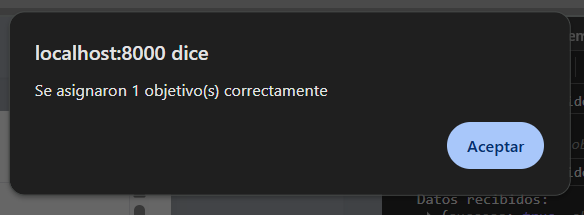 localhost:8000 dice
Se asignaron 1 objetivo(s) correctamente
Aceptar
Datos recibidos: